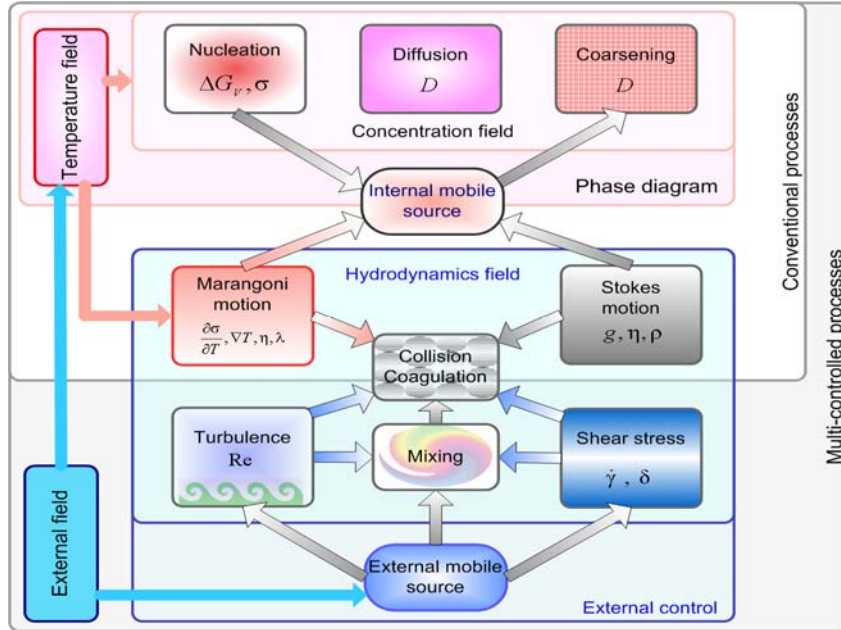 Temperature field
Nucleation
ΔG_V, σ
Diffusion
D
Coarsening
D
Concentration field
Phase diagram
Internal mobile
source
Conventional processes
Multi-controlled processes
Hydrodynamics field
Marangoni
motion
∂σ/∂T, ∇T, η, λ
Stokes
motion
g, η, ρ
Collision
Coagulation
Turbulence
Re
Mixing
Shear stress
γ̇ , δ
External field
External mobile
source
External control